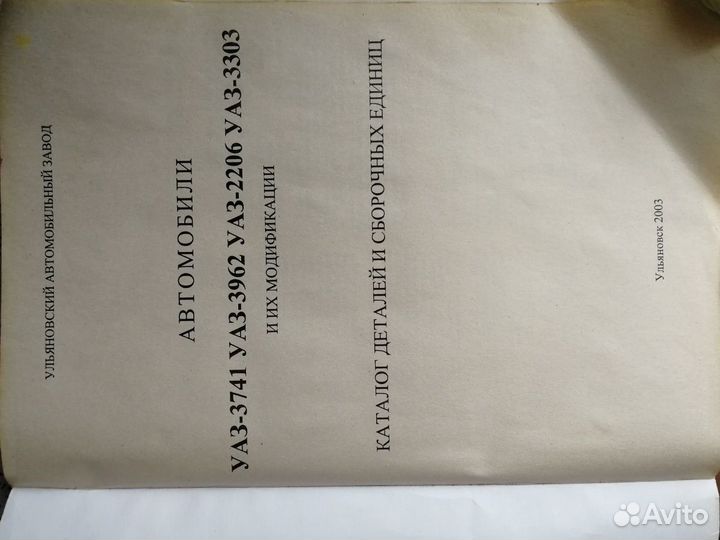 УЛЬЯНОВСКИЙ АВТОМОБИЛЬНЫЙ ЗАВОД
АВТОМОБИЛИ
УАЗ-3741 УАЗ-3962 УАЗ-2206 УАЗ-3303
И ИХ МОДИФИКАЦИИ
КАТАЛОГ ДЕТАЛЕЙ И СБОРОЧНЫХ ЕДИНИЦ
Ульяновск 2003
Avito